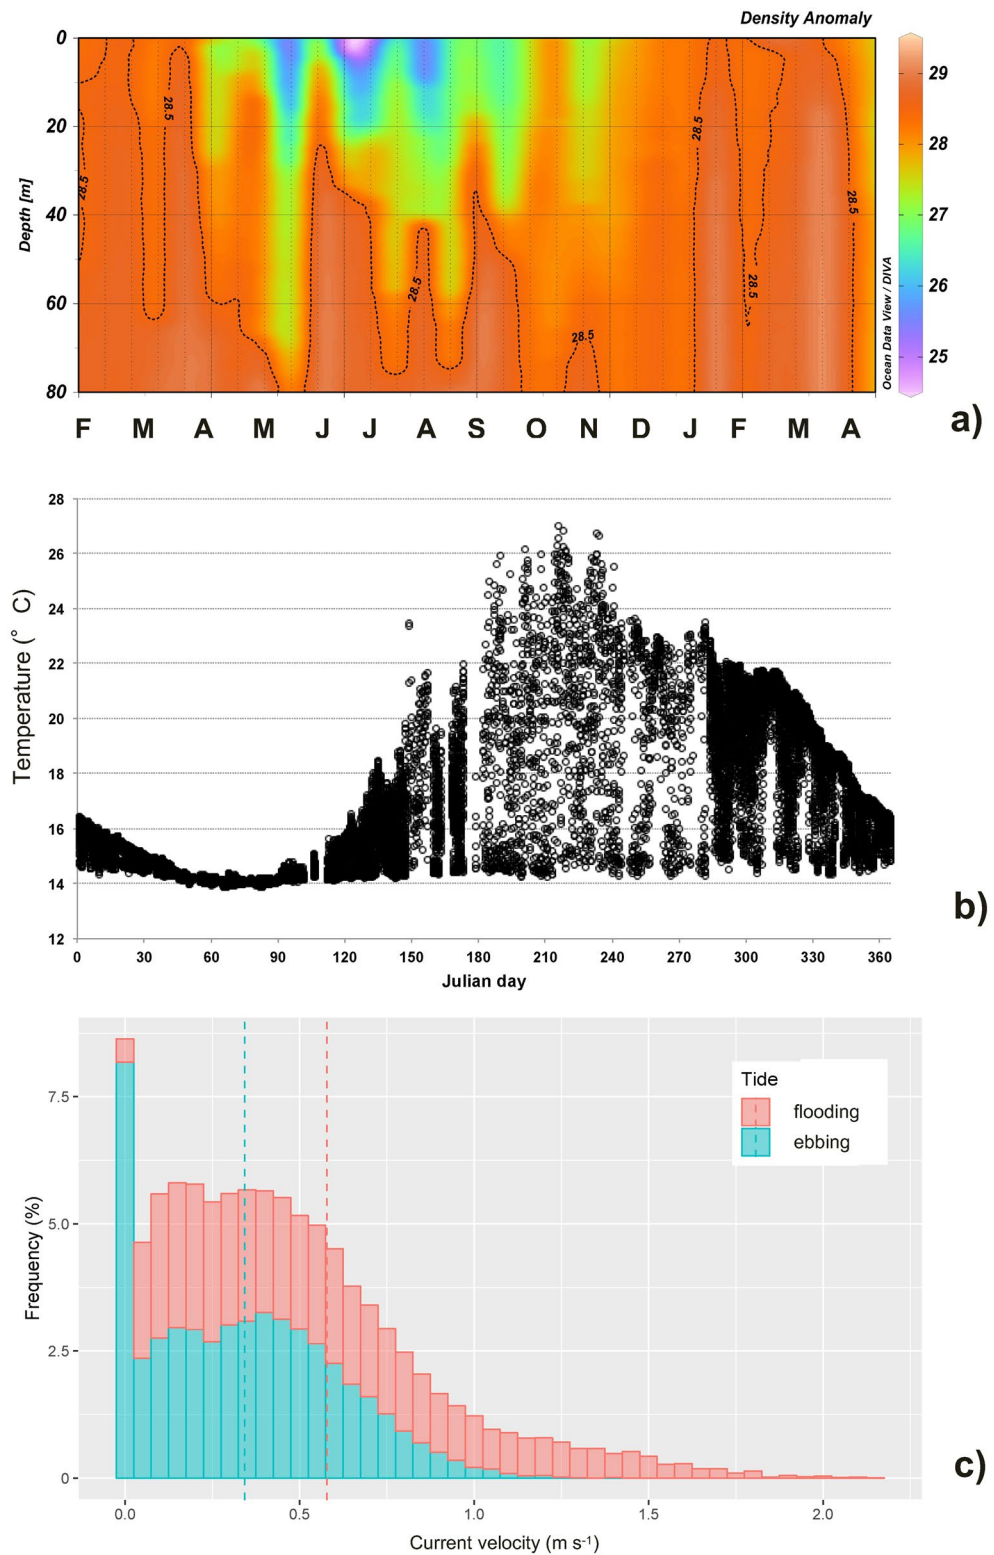 Density Anomaly
0
20
40
60
80
Depth [m]
28.5
28.5
28.5
28.5
28.5
28.5
28.5
29
28
27
26
25
Ocean Data View / DIVA
F M A M J J A S O N D J F M A
a)
28
26
24
22
20
18
16
14
12
Temperature (° C)
0 30 60 90 120 150 180 210 240 270 300 330 360
Julian day
b)
7.5
5.0
2.5
0
Frequency (%)
Tide
flooding
ebbing
0.0 0.5 1.0 1.5 2.0
Current velocity (m s-1)
c)